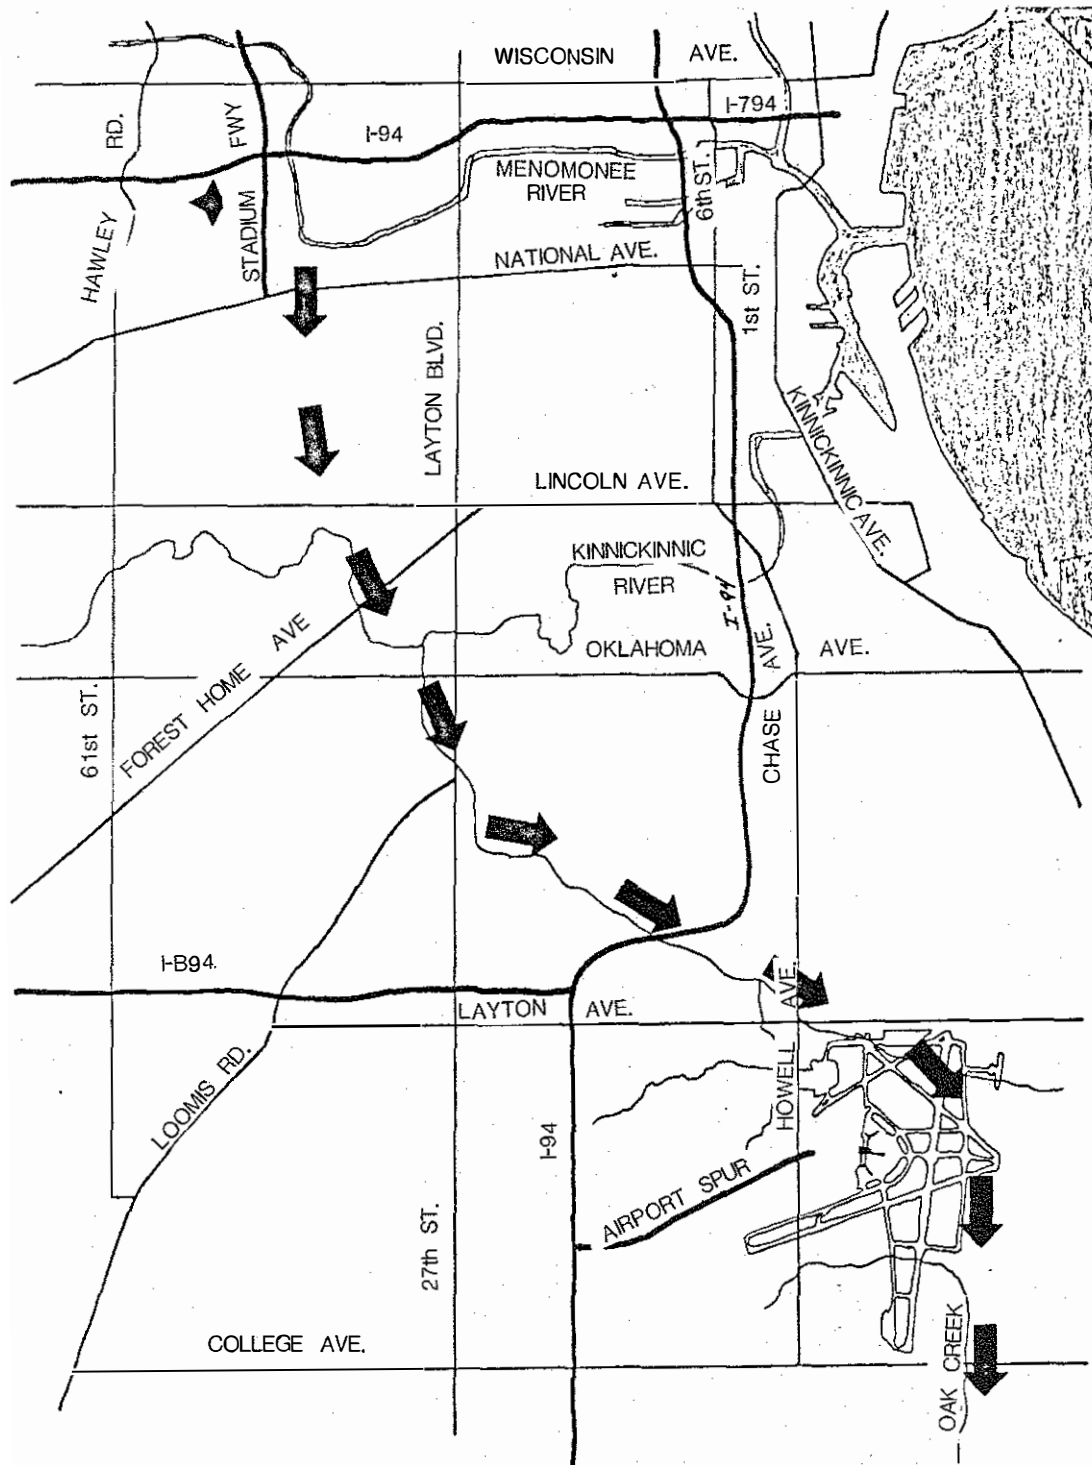 WISCONSIN AVE.
I-794
I-94
HAWLEY RD.
STADIUM FWY
MENOMONEE
RIVER
6th ST.
NATIONAL AVE.
1st ST.
LAYTON BLVD.
KINNICKINNIC AVE.
LINCOLN AVE.
KINNICKINNIC
RIVER
I-94
OKLAHOMA AVE.
CHASE AVE.
FOREST HOME AVE
61st ST.
I-B94.
LAYTON AVE.
HOWELL AVE.
LOOMIS RD.
I-94
AIRPORT SPUR
27th ST.
COLLEGE AVE.
OAK CREEK